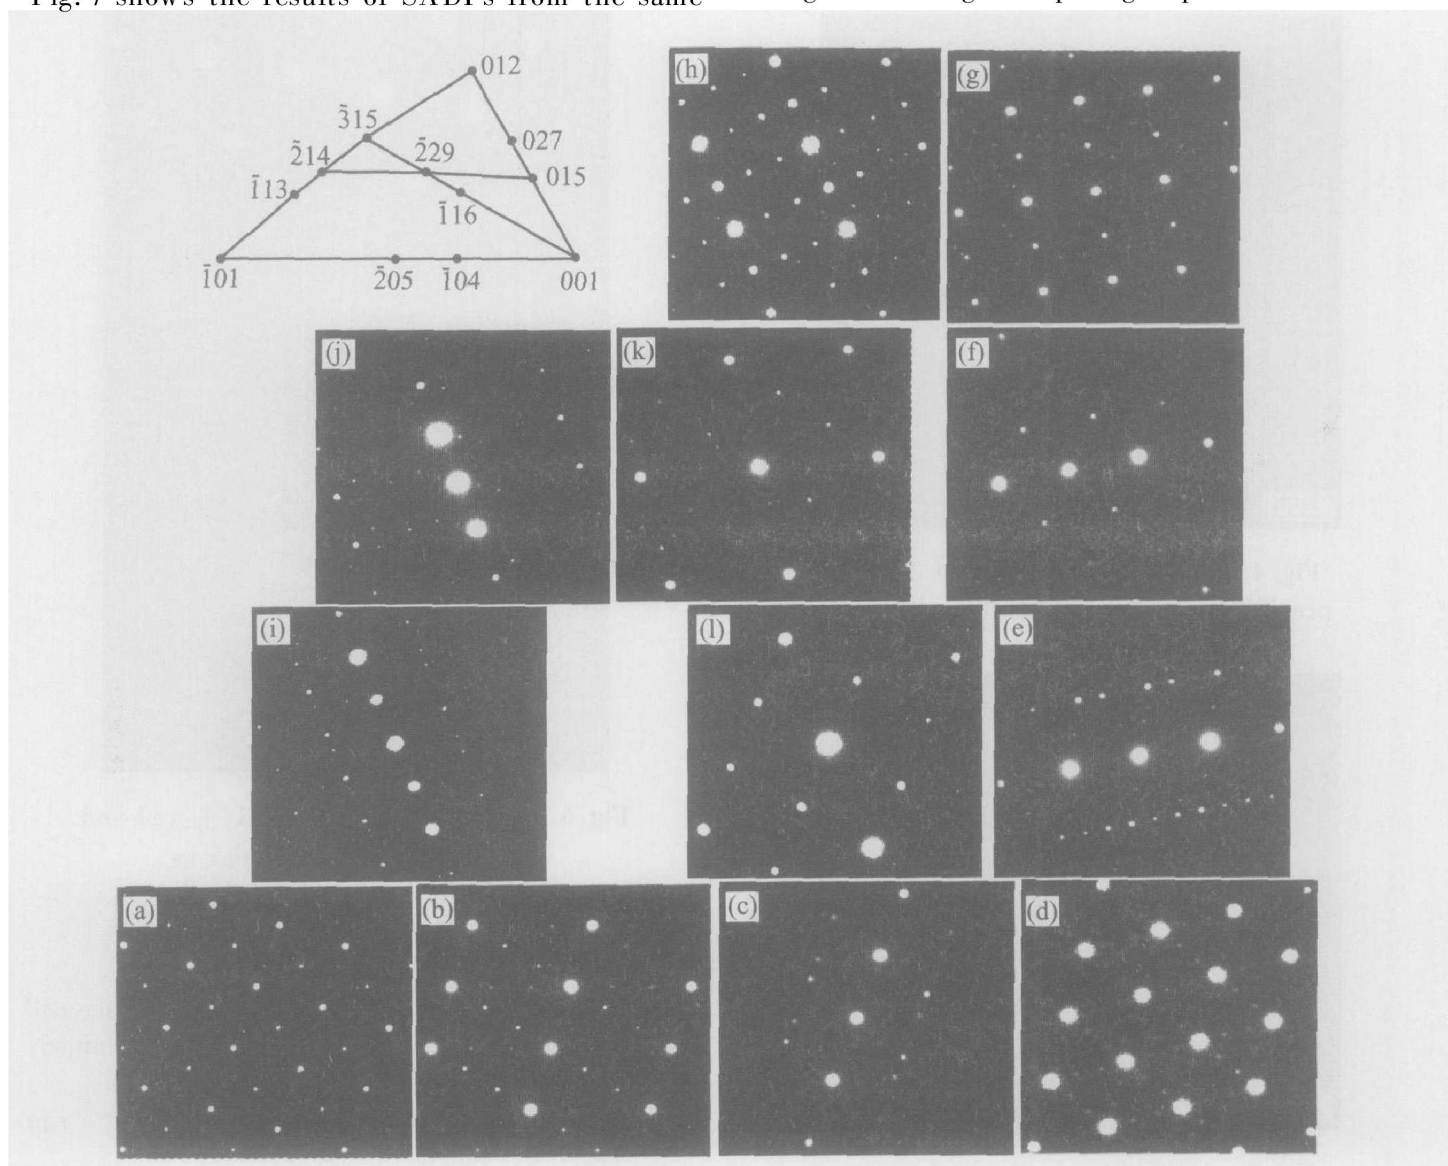 Fig. 7 shows the results of SADPs from the same
012
(h)
(g)
3̃15
027
2̃14
2̄29
015
1̄13
1̄16
1̄01
2̄05
1̄04
001
(j)
(k)
(f)
(i)
(l)
(e)
(a)
(b)
(c)
(d)